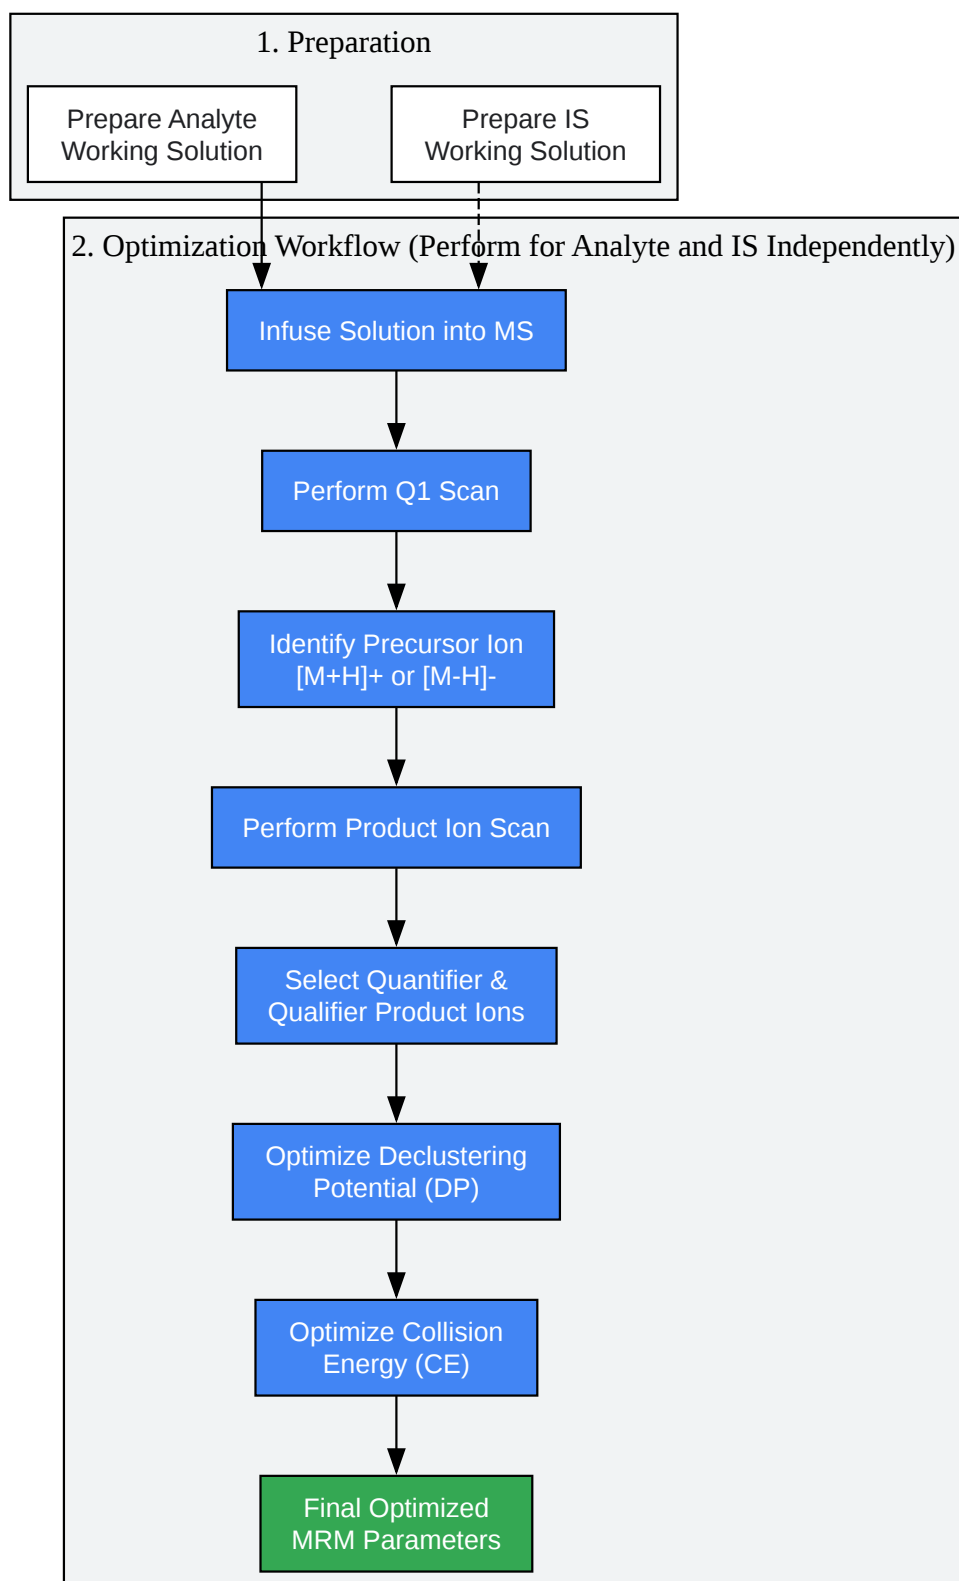 1. Preparation
Prepare Analyte
Working Solution
Prepare IS
Working Solution
2. Optimization Workflow (Perform for Analyte and IS Independently)
Infuse Solution into MS
Perform Q1 Scan
Identify Precursor Ion
[M+H]+ or [M-H]-
Perform Product Ion Scan
Select Quantifier &
Qualifier Product Ions
Optimize Declustering
Potential (DP)
Optimize Collision
Energy (CE)
Final Optimized
MRM Parameters